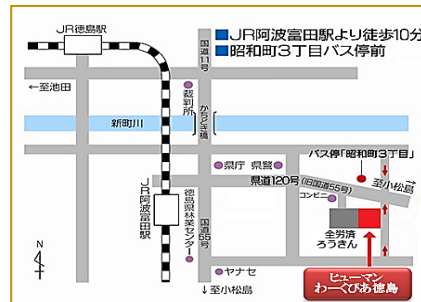 JR徳島駅
国道11号
■JR阿波富田駅より徒歩10分
■昭和町3丁目バス停前
←至池田
裁判所
かちどき橋
新町川
県庁 県警
バス停「昭和町3丁目」
県道120号 (旧国道55号)
至小松島
コンビニ
JR阿波富田駅
徳島県林業センター
国道55号
全労済
ろうきん
N
ヤナセ
↓至小松島
ヒューマン
わーくぴあ徳島